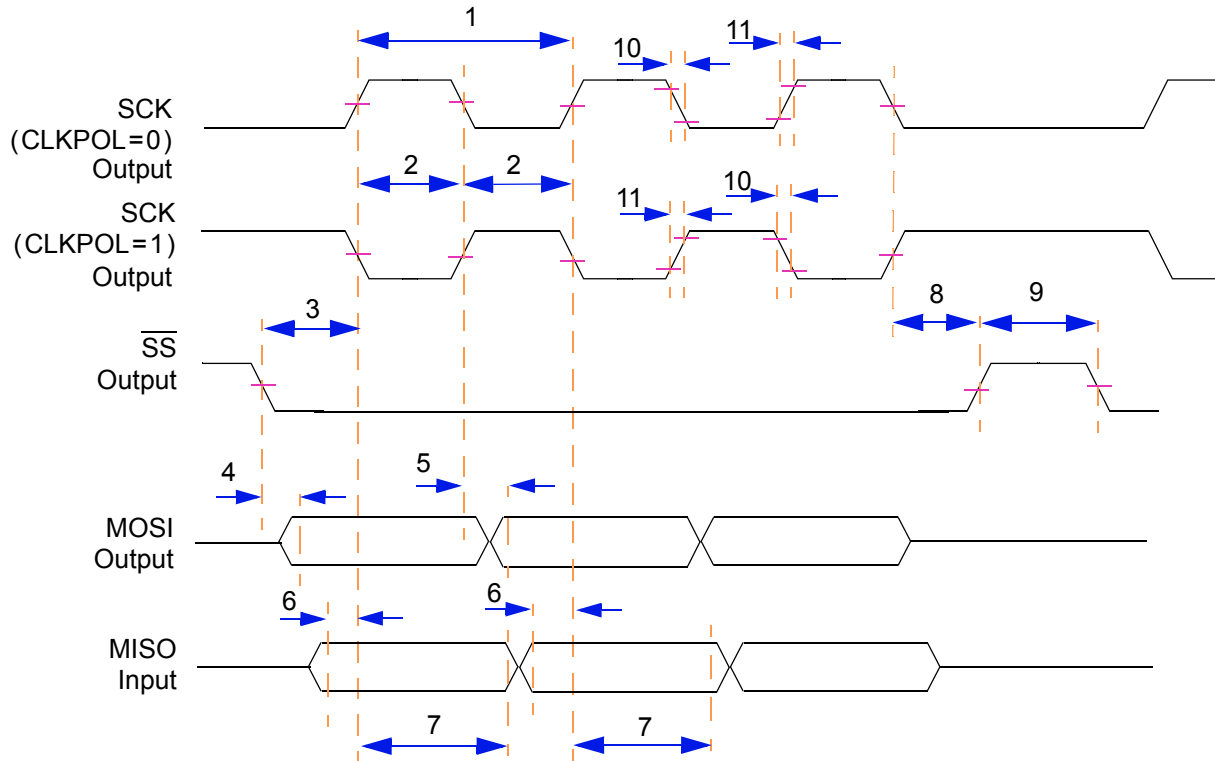 1
10
11
SCK
(CLKPOL=0)
Output
2
2
SCK
(CLKPOL=1)
Output
11
10
3
8
9
SS
Output
4
5
MOSI
Output
6
6
MISO
Input
7
7